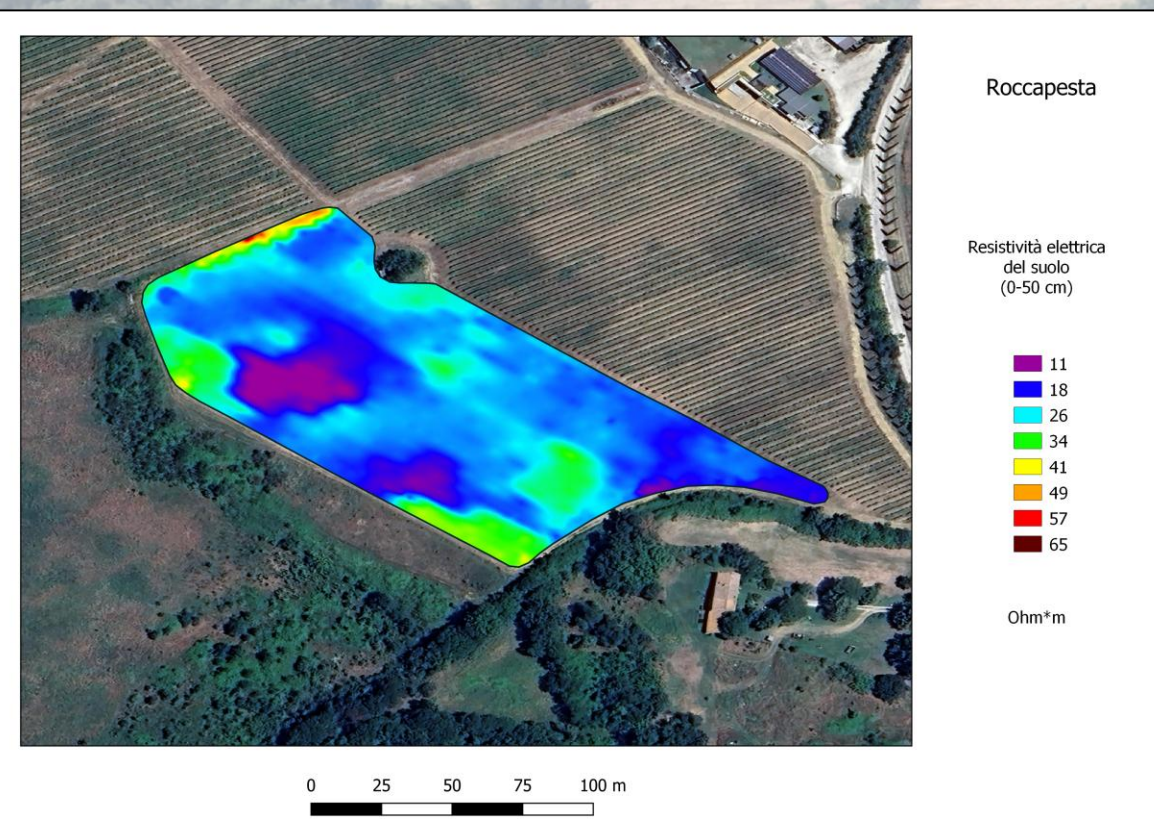 Roccapesta
Resistività elettrica
del suolo
(0-50 cm)
11
18
26
34
41
49
57
65
Ohm*m
0 25 50 75 100 m